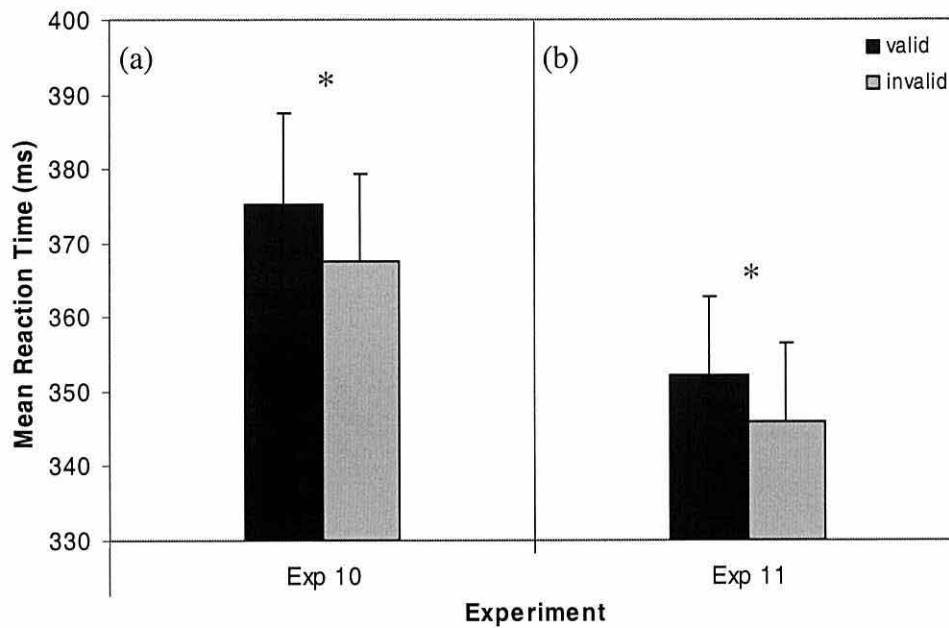 400
390
380
370
360
350
340
330
Mean Reaction Time (ms)
(a)
*
(b)
*
valid
invalid
Exp 10
Exp 11
Experiment